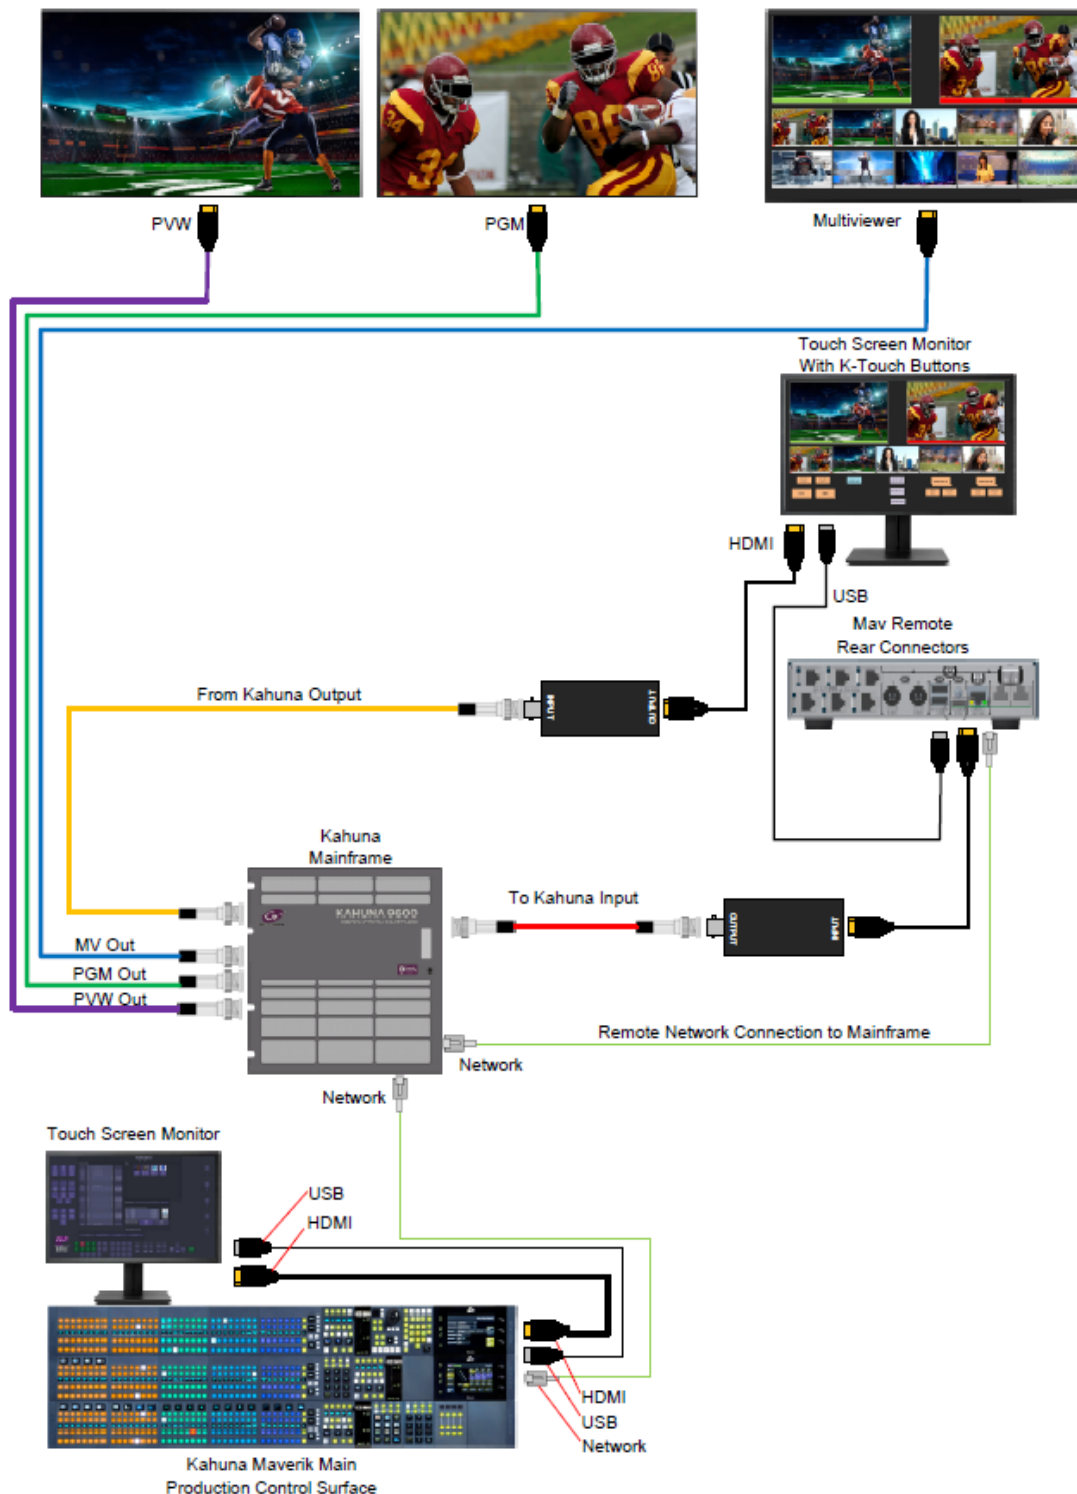 PVW
PGM
Multiviewer
Touch Screen Monitor
With K-Touch Buttons
HDMI
USB
Mav Remote
Rear Connectors
From Kahuna Output
INPUT
OUTPUT
Kahuna
Mainframe
KAHUNA 9600
To Kahuna Input
OUTPUT
INPUT
MV Out
PGM Out
PVW Out
Remote Network Connection to Mainframe
Network
Network
Touch Screen Monitor
USB
HDMI
HDMI
USB
Network
Kahuna Maverik Main
Production Control Surface
34
86